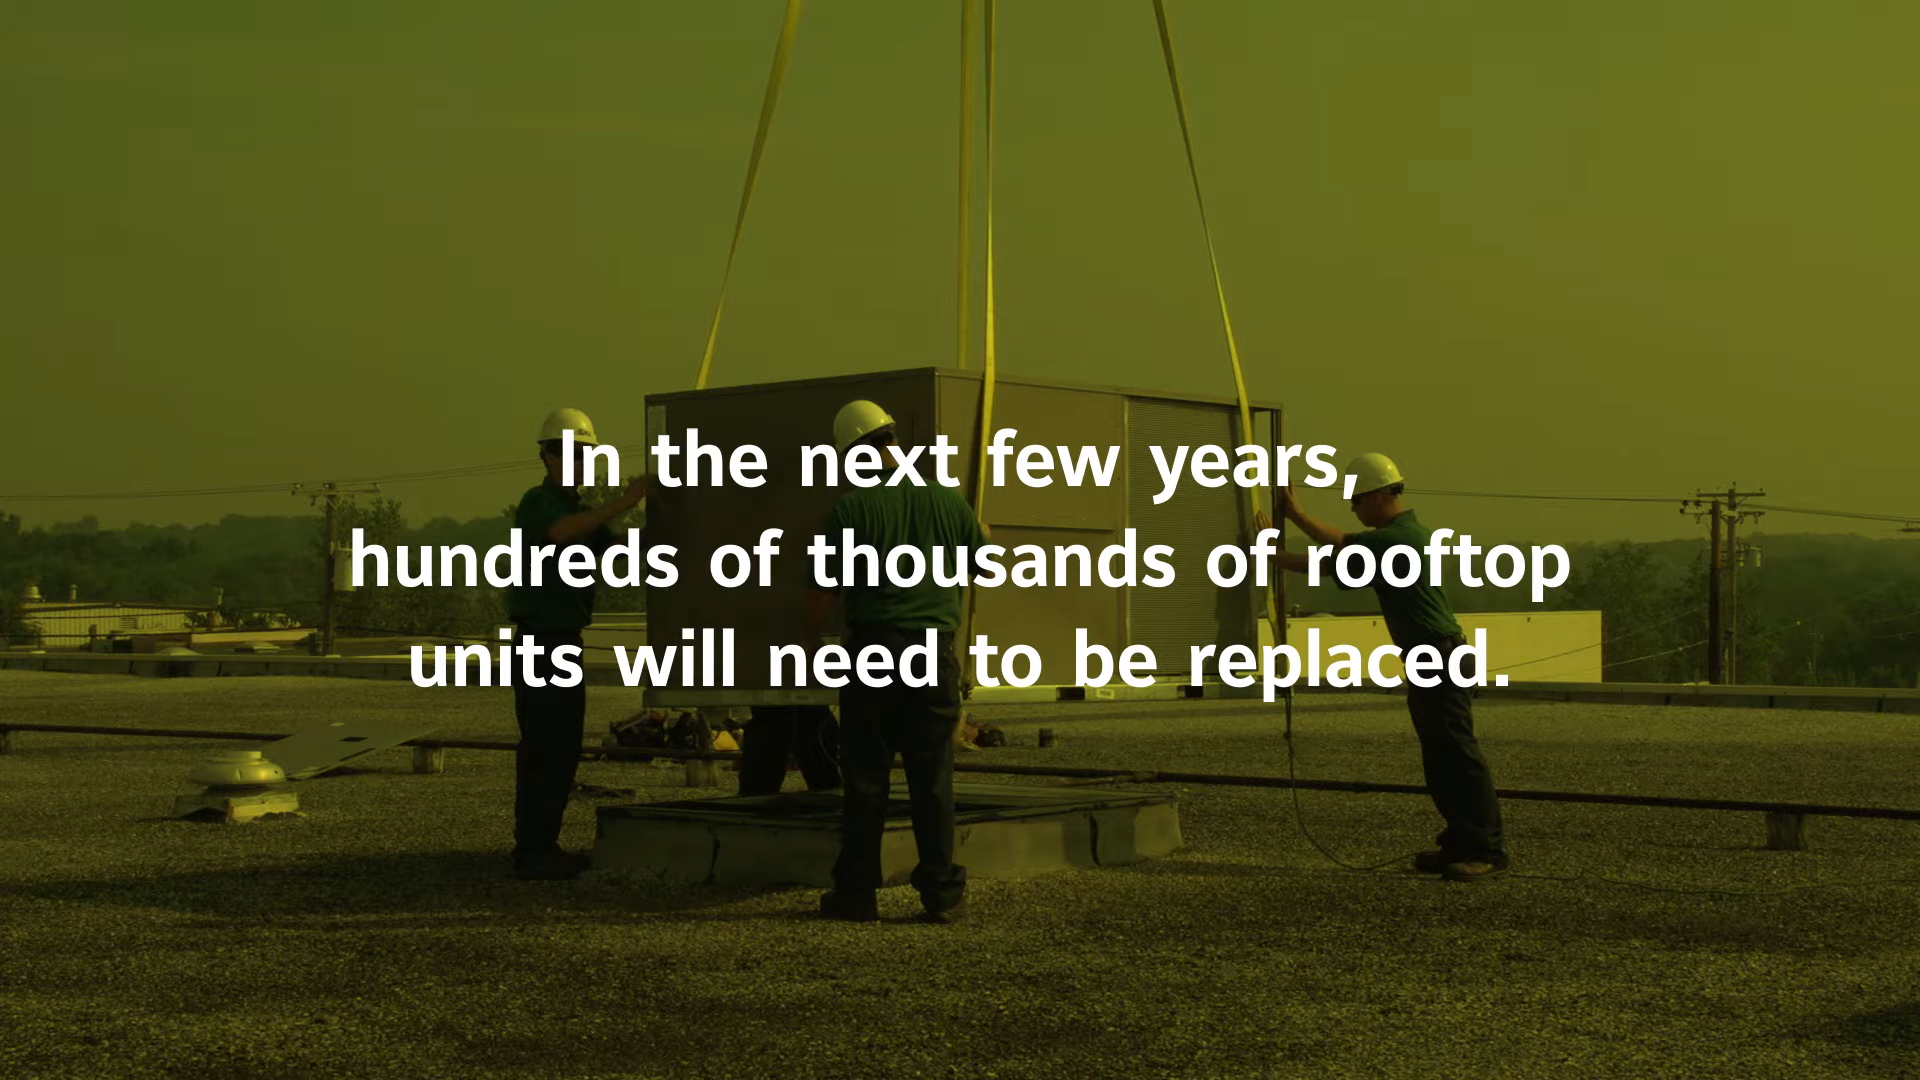 In the next few years,
hundreds of thousands of rooftop
units will need to be replaced.